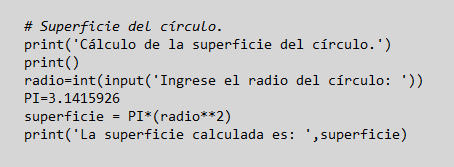 # Superficie del círculo.
print('Cálculo de la superficie del círculo.')
print()
radio=int(input('Ingrese el radio del círculo: '))
PI=3.1415926
superficie = PI*(radio**2)
print('La superficie calculada es: ',superficie)